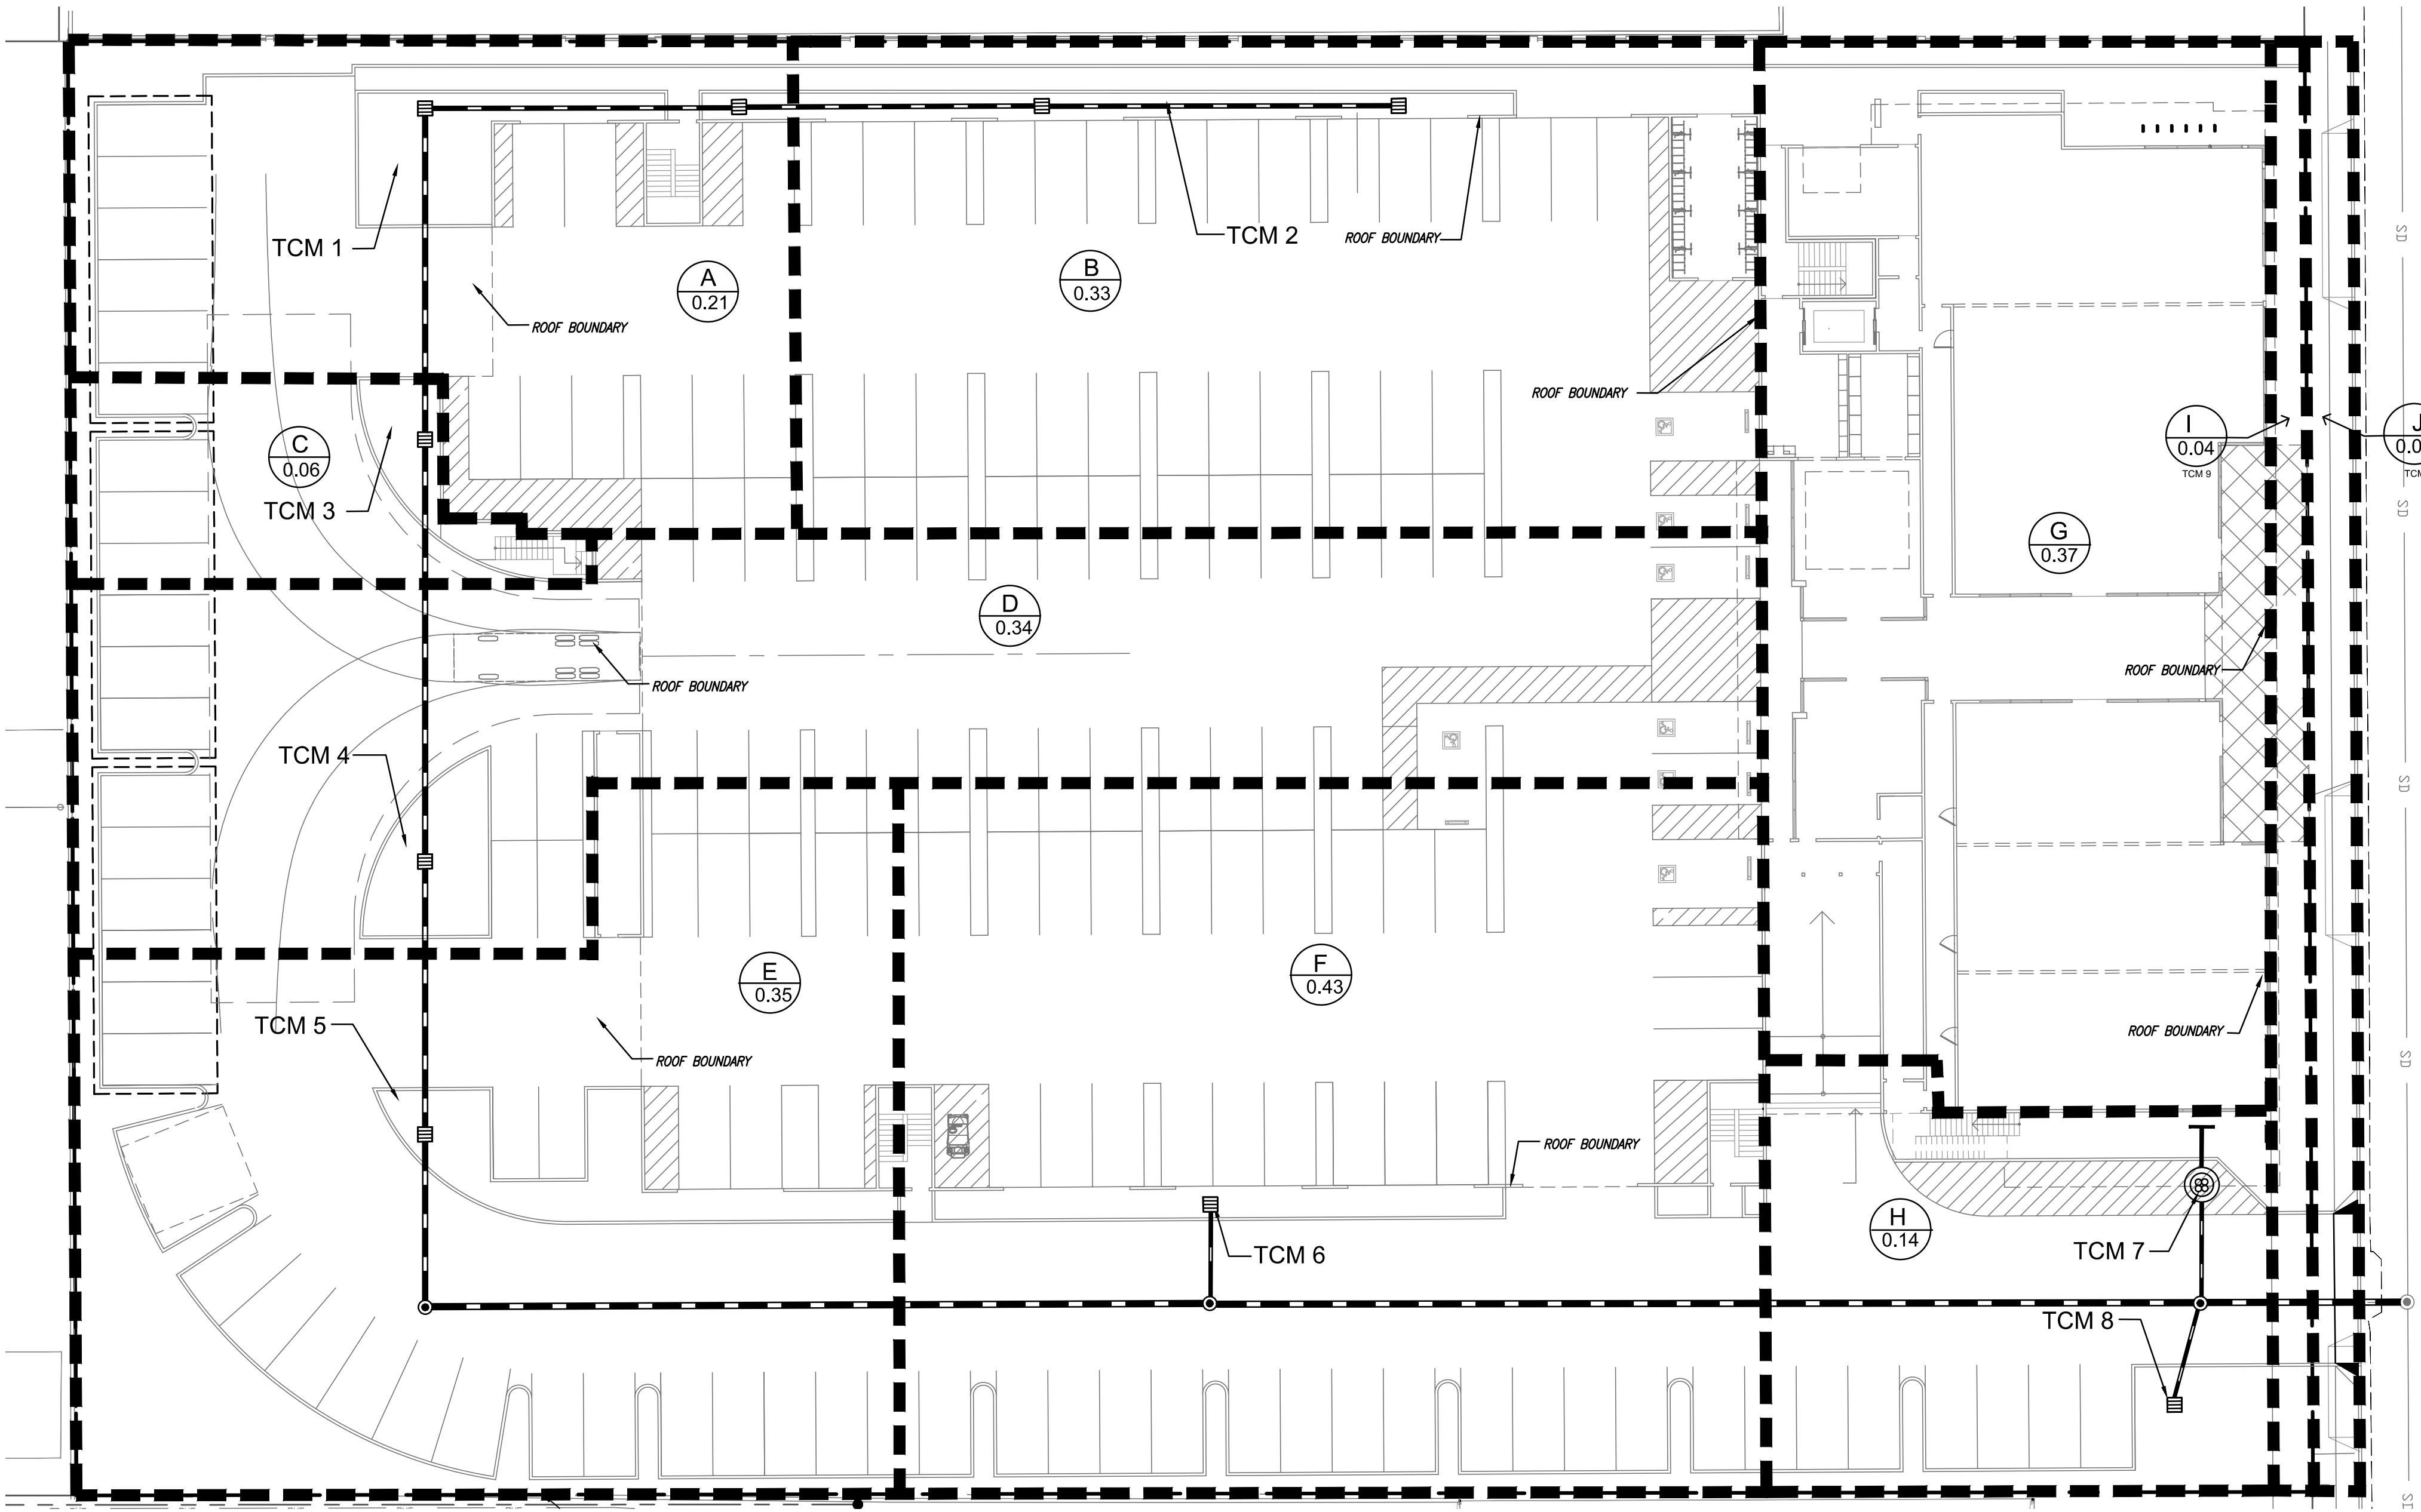 SD
TCM 1
TCM 2
ROOF BOUNDARY
A
0.21
B
0.33
ROOF BOUNDARY
ROOF BOUNDARY
I
0.04
TCM 9
C
0.06
TCM 3
SD
G
0.37
D
0.34
ROOF BOUNDARY
ROOF BOUNDARY
TCM 4
SD
E
0.35
F
0.43
TCM 5
ROOF BOUNDARY
ROOF BOUNDARY
SD
ROOF BOUNDARY
H
0.14
TCM 6
TCM 7
TCM 8
SD